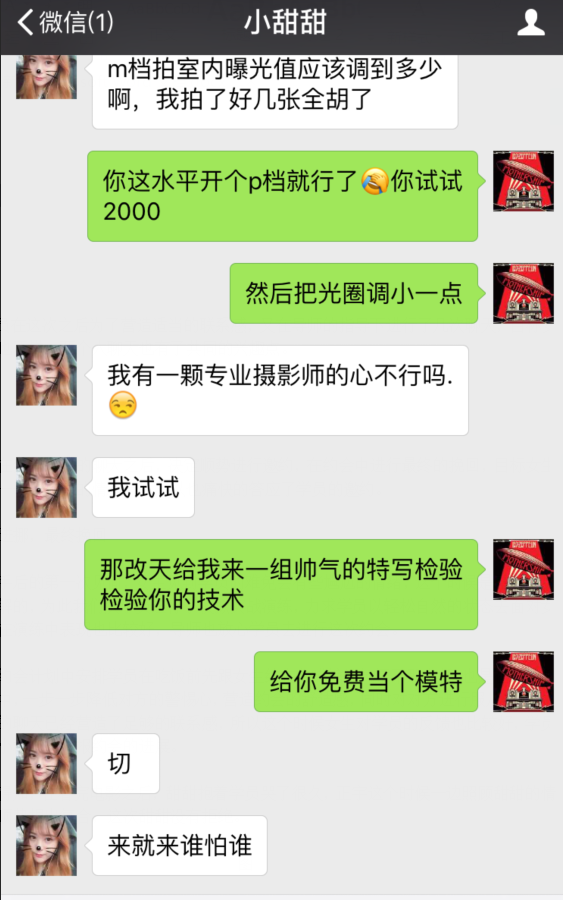 微信(1)
小甜甜
m档拍室内曝光值应该调到多少
啊，我拍了好几张全胡了
你这水平开个p档就行了😂你试试
2000
然后把光圈调小一点
我有一颗专业摄影师的心不行吗.
😒
我试试
那改天给我来一组帅气的特写检验
检验你的技术
给你免费当个模特
切
来就来谁怕谁